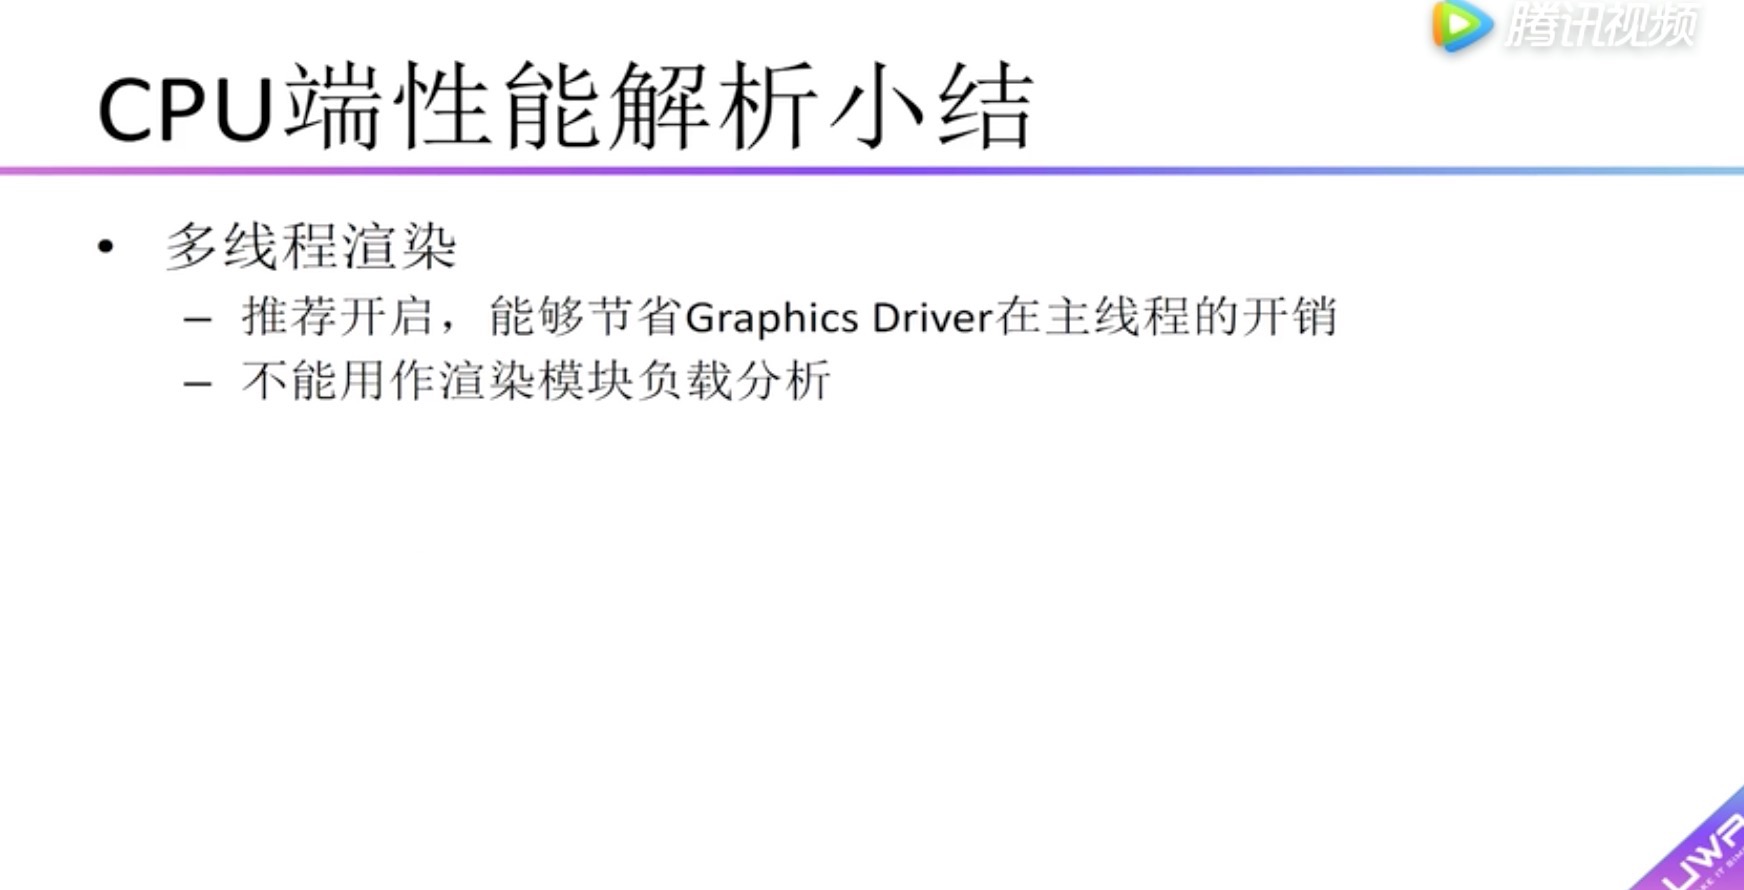 腾讯视频
CPU端性能解析小结
• 多线程渲染
– 推荐开启，能够节省Graphics Driver在主线程的开销
– 不能用作渲染模块负载分析
UWA